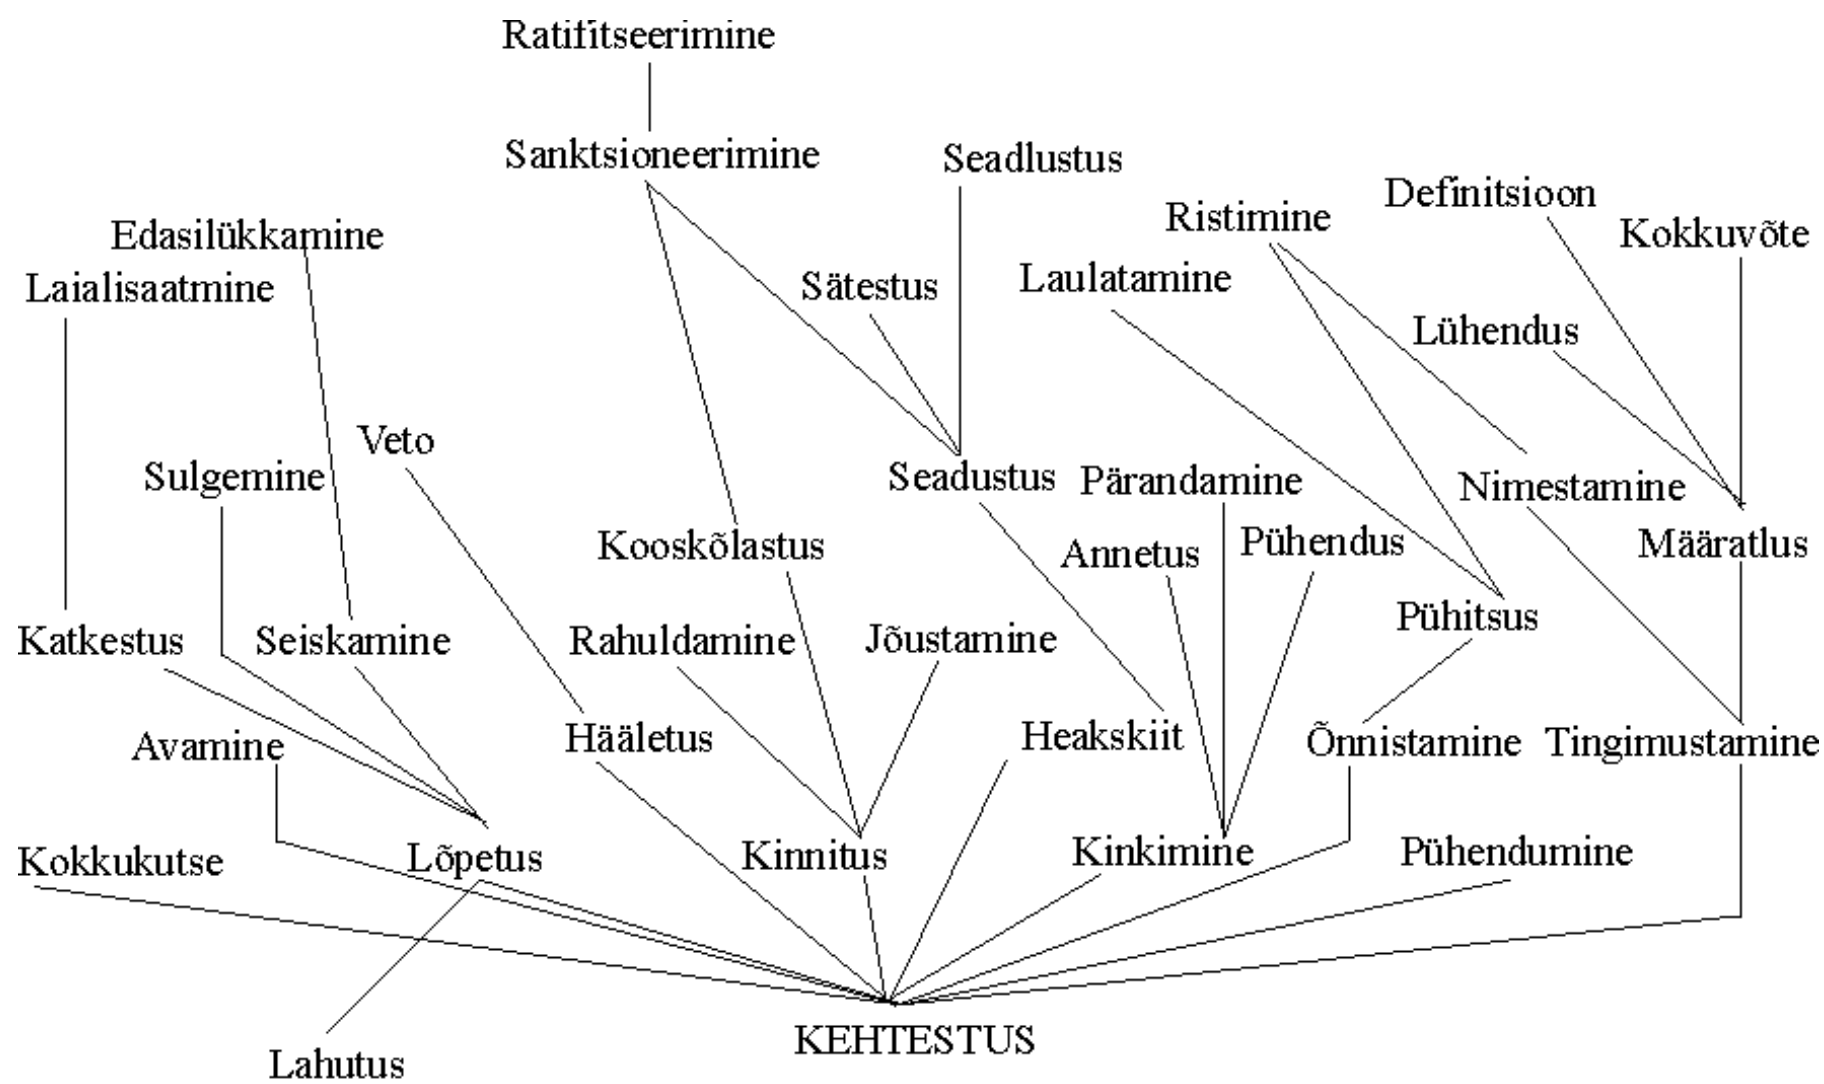 Ratifitseerimine
Sanktsioneerimine
Seadlustus
Definitsioon
Ristimine
Edasilükkamine
Kokkuvõte
Laulatamine
Laialisaatmine
Sätestus
Lühendus
Veto
Sulgemine
Seadustus
Pärandamine
Nimestamine
Kooskõlastus
Annetus
Pühendus
Määratlus
Pühitsus
Katkestus
Seiskamine
Rahuldamine
Jõustamine
Avamine
Hääletus
Heakskiit
Õnnistamine
Tingimustamine
Kokkukutse
Lõpetus
Kinnitus
Kinkimine
Pühendumine
KEHTESTUS
Lahutus